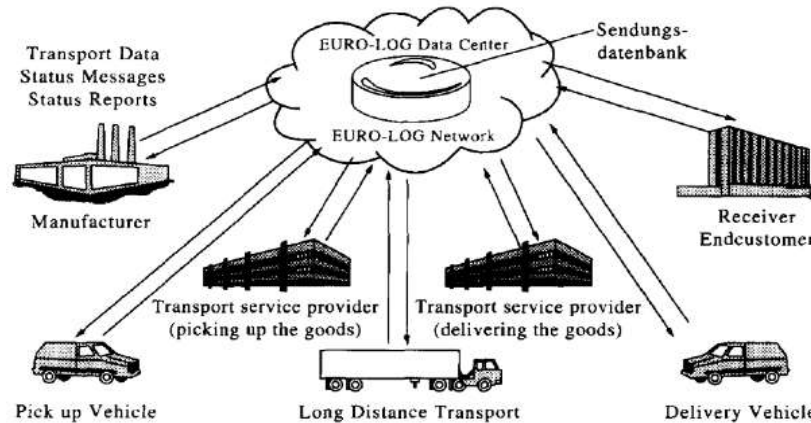 Transport Data
Status Messages
Status Reports
EURO-LOG Data Center
Sendungs-
datenbank
EURO-LOG Network
Manufacturer
Receiver
Endcustomer
Transport service provider
(picking up the goods)
Transport service provider
(delivering the goods)
Pick up Vehicle
Long Distance Transport
Delivery Vehicle